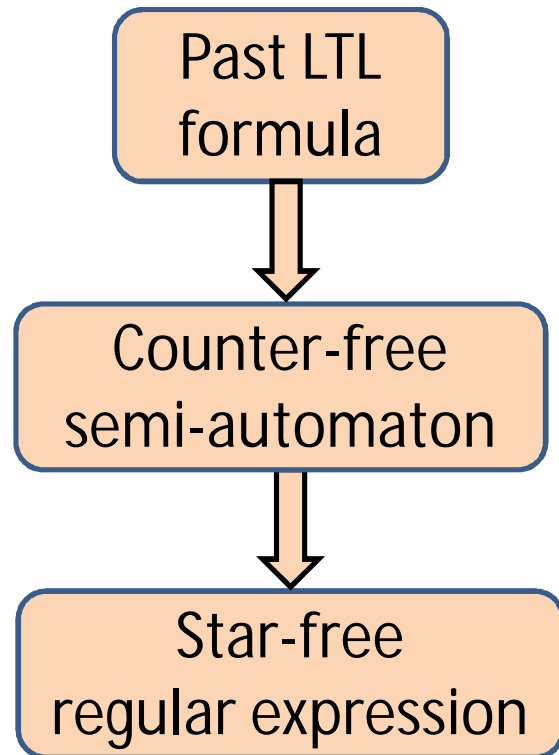 Past LTL
formula
Counter-free
semi-automaton
Star-free
regular expression